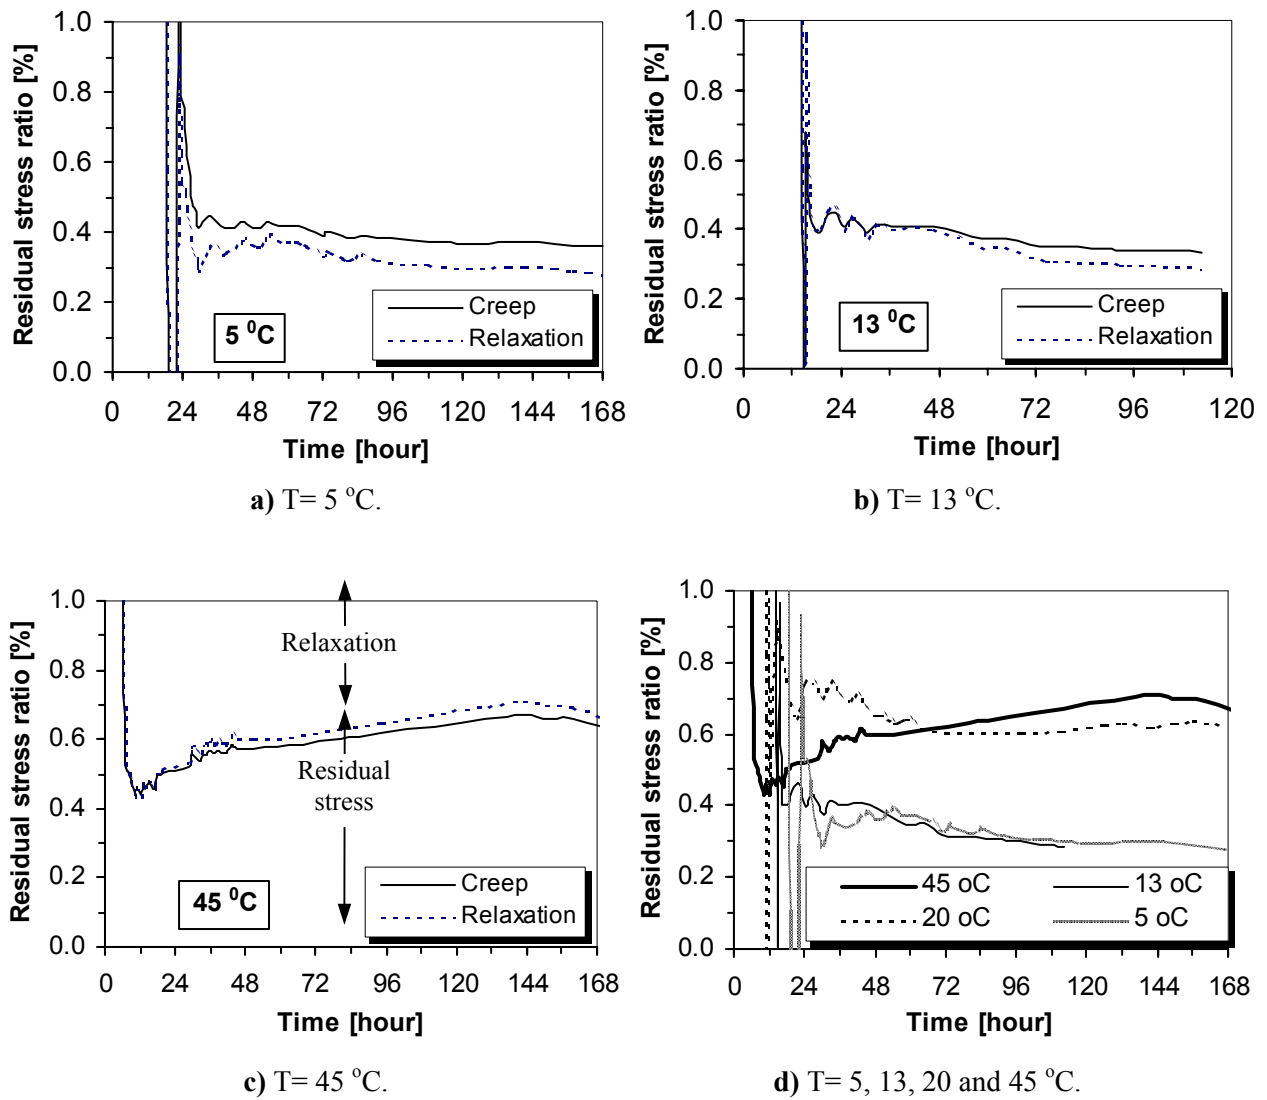 Residual stress ratio [%]
1.0
0.8
0.6
0.4
0.2
0.0
Creep
Relaxation
5 ⁰C
0 24 48 72 96 120 144 168
Time [hour]
a) T= 5 °C.
Residual stress ratio [%]
1.0
0.8
0.6
0.4
0.2
0.0
Creep
Relaxation
13 ⁰C
0 24 48 72 96 120
Time [hour]
b) T= 13 °C.
Residual stress ratio [%]
1.0
0.8
0.6
0.4
0.2
0.0
Relaxation
Residual
stress
Creep
Relaxation
45 ⁰C
0 24 48 72 96 120 144 168
Time [hour]
c) T= 45 °C.
Residual stress ratio [%]
1.0
0.8
0.6
0.4
0.2
0.0
45 oC 13 oC
20 oC 5 oC
0 24 48 72 96 120 144 168
Time [hour]
d) T= 5, 13, 20 and 45 °C.